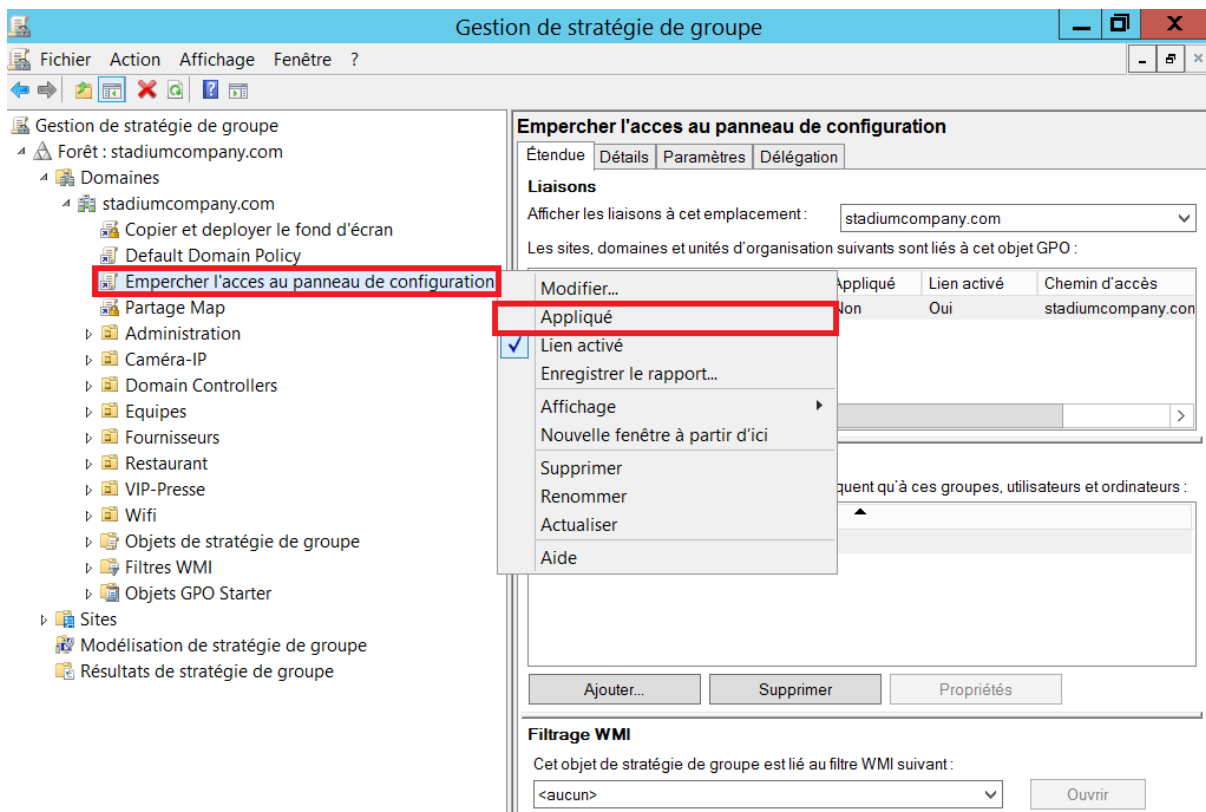 Gestion de stratégie de groupe
Fichier Action Affichage Fenêtre ?
Gestion de stratégie de groupe
Forêt : stadiumcompany.com
Domaines
stadiumcompany.com
Copier et deployer le fond d'écran
Default Domain Policy
Empercher l'acces au panneau de configuration
Partage Map
Administration
Caméra-IP
Domain Controllers
Equipes
Fournisseurs
Restaurant
VIP-Presse
Wifi
Objets de stratégie de groupe
Filtres WMI
Objets GPO Starter
Sites
Modélisation de stratégie de groupe
Résultats de stratégie de groupe
Modifier...
Appliqué
Lien activé
Enregistrer le rapport...
Affichage
Nouvelle fenêtre à partir d'ici
Supprimer
Renommer
Actualiser
Aide
Empercher l'acces au panneau de configuration
Étendue Détails Paramètres Délégation
Liaisons
Afficher les liaisons à cet emplacement : stadiumcompany.com
Les sites, domaines et unités d'organisation suivants sont liés à cet objet GPO :
Appliqué Lien activé Chemin d'accès
Non Oui stadiumcompany.com
qu'à ces groupes, utilisateurs et ordinateurs :
Ajouter... Supprimer Propriétés
Filtrage WMI
Cet objet de stratégie de groupe est lié au filtre WMI suivant :
<aucun> Ouvrir